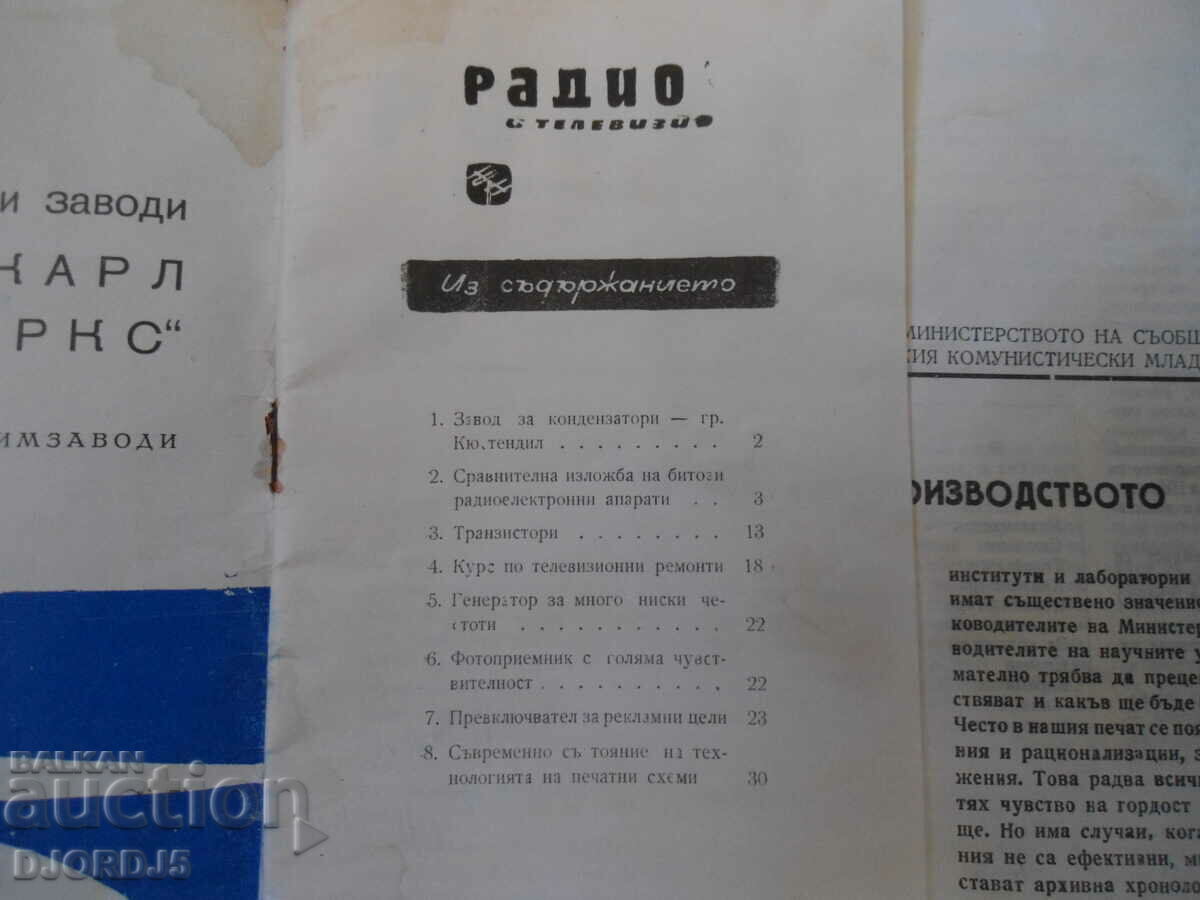 и заводи
КАРЛ
РКС“
ИМЗАВОДИ
Радио
и телевизия
Из съдържанието
1. Завод за кондензатори — гр.
Кюстендил . . . . . . . . . 2
2. Сравнителна изложба на битови
радиоелектронни апарати . . 3
3. Транзистори . . . . . . . . 13
4. Курс по телевизионни ремонти 18
5. Генератор за много ниски че-
стоти . . . . . . . . . . . 22
6. Фотоприемник с голяма чувст-
вителност . . . . . . . . . 22
7. Превключвател за рекламни цели 23
8. Съвременно състояние на тех-
нологията на печатни схеми 30
МИНИСТЕРСТВОТО НА СЪОБЩ
КИЯ КОМУНИСТИЧЕСКИ МЛАД
ОИЗВОДСТВОТО
институти и лаборатории
имат съществено значени
ководителите на Министер
водителите на научните у
мателно трябва да прецен
ствяват и какъв ще бъде
Често в нашия печат се поя
вия и рационализации, з
жения. Това радва всич
тях чувство на гордост
ще. Но има случаи, кога
ния не са ефективни, м
стават архивна хроноло
BALKAN
auction
DJORDJ5